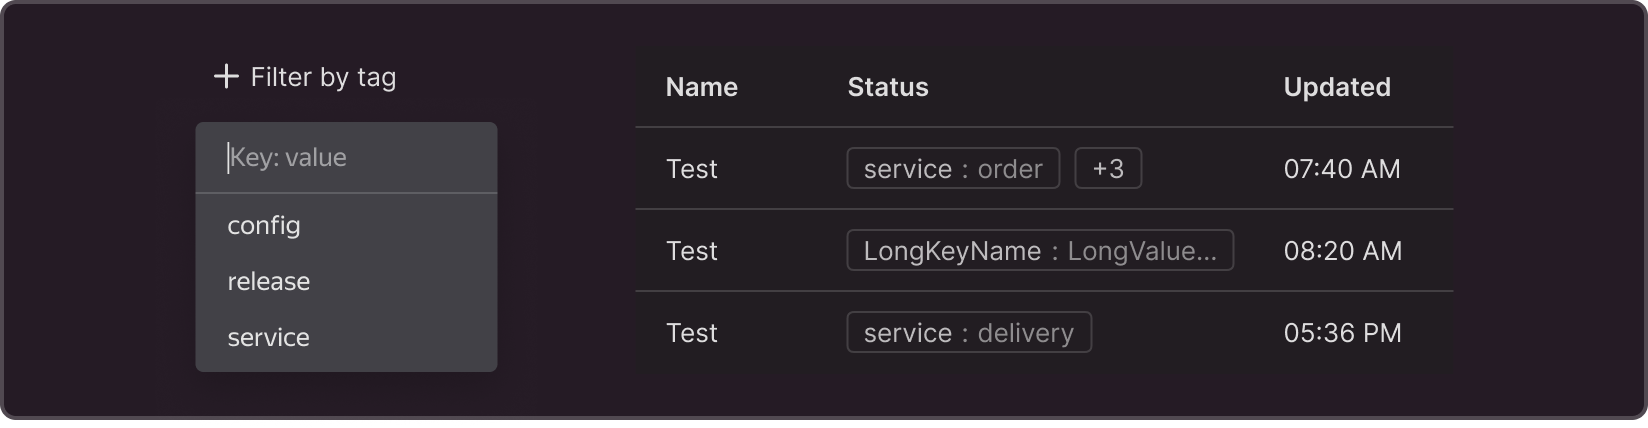 Filter by tag
Key: value
config
release
service
Name Status Updated
Test service : order +3 07:40 AM
Test LongKeyName : LongValue... 08:20 AM
Test service : delivery 05:36 PM